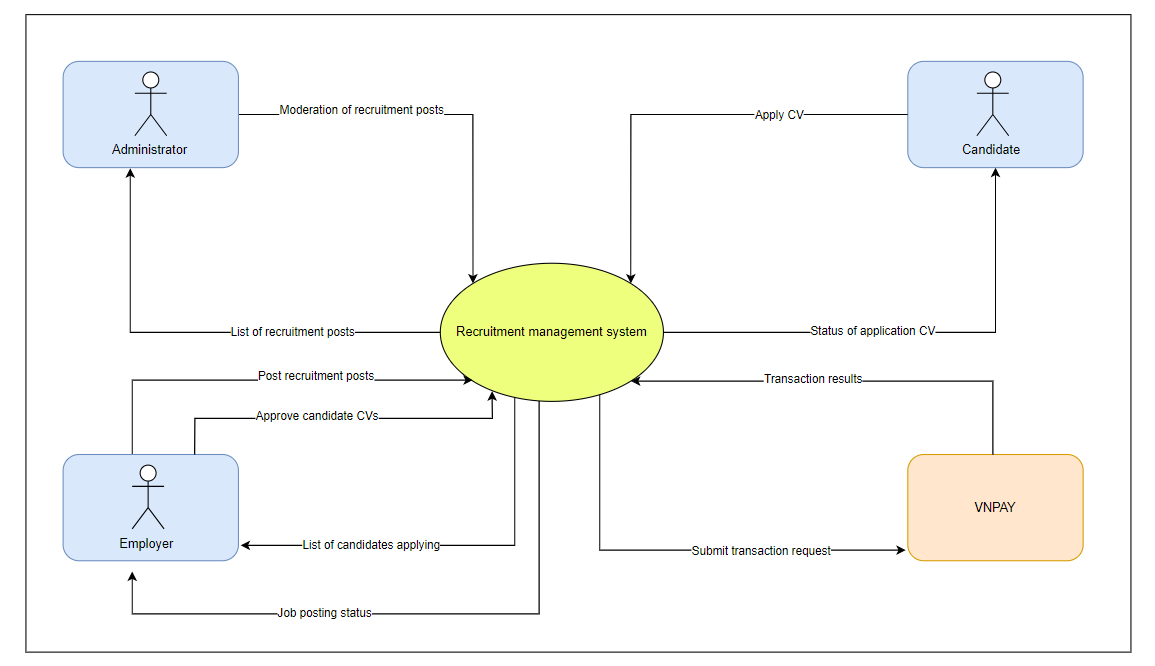 Moderation of recruitment posts
Apply CV
Administrator
Candidate
List of recruitment posts
Recruitment management system
Status of application CV
Post recruitment posts
Transaction results
Approve candidate CVs
VNPAY
Employer
List of candidates applying
Submit transaction request
Job posting status